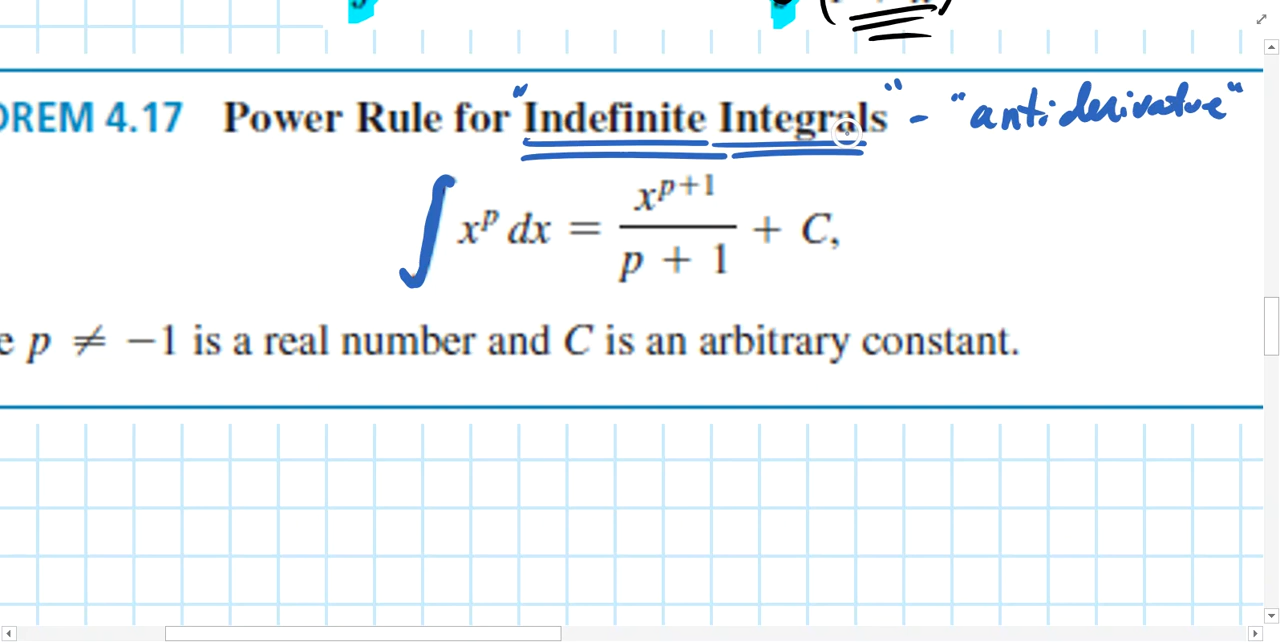 OREM 4.17 Power Rule for "Indefinite Integrals" - "antiderivative"
∫ x^p dx = x^{p+1} / (p + 1) + C,
e p ≠ −1 is a real number and C is an arbitrary constant.